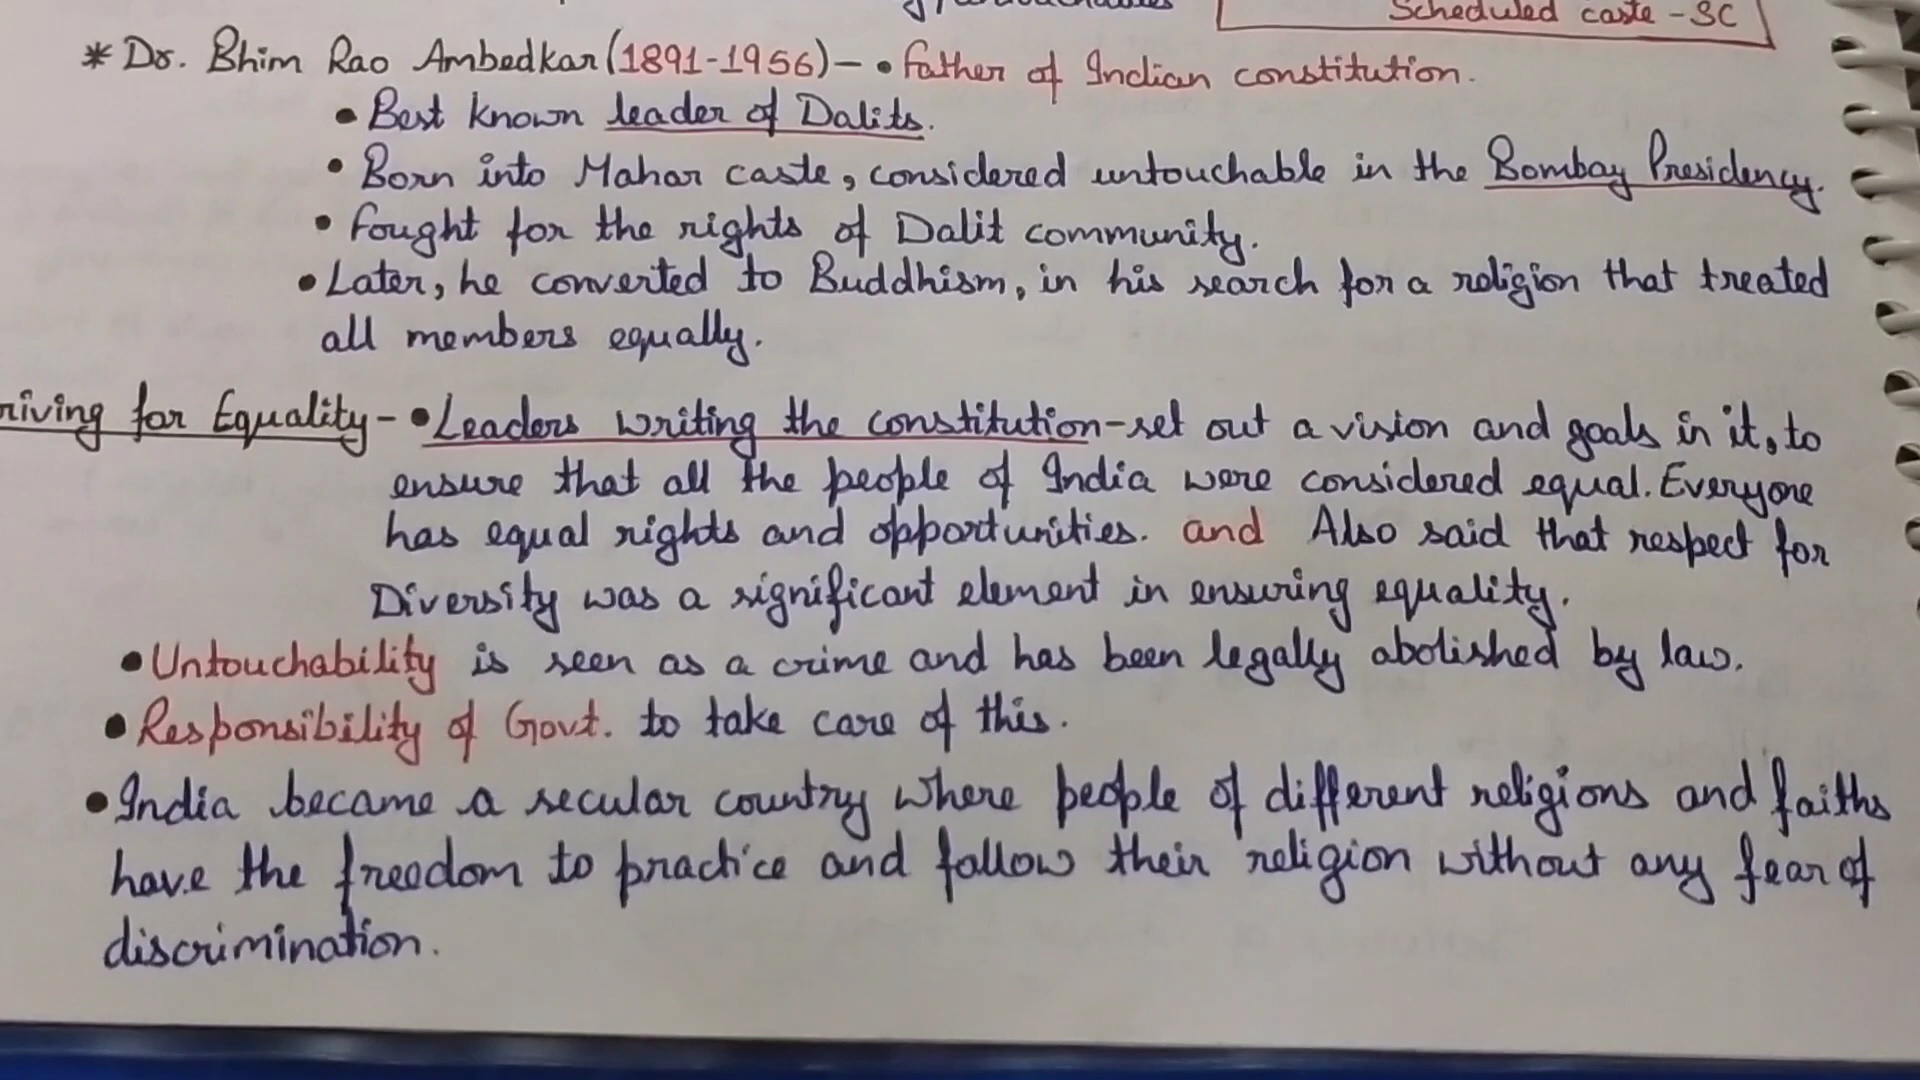 Scheduled caste - SC
* Dr. Bhim Rao Ambedkar (1891-1956) - • Father of Indian constitution.
• Best known leader of Dalits.
• Born into Mahar caste, considered untouchable in the Bombay Presidency.
• Fought for the rights of Dalit community.
• Later, he converted to Buddhism, in his search for a religion that treated
all members equally.
riving for Equality - • Leaders writing the constitution - set out a vision and goals in it, to
ensure that all the people of India were considered equal. Everyone
has equal rights and opportunities. and Also said that respect for
Diversity was a significant element in ensuring equality.
• Untouchability is seen as a crime and has been legally abolished by law.
• Responsibility of Govt. to take care of this.
• India became a secular country where people of different religions and faiths
have the freedom to practice and follow their religion without any fear of
discrimination.